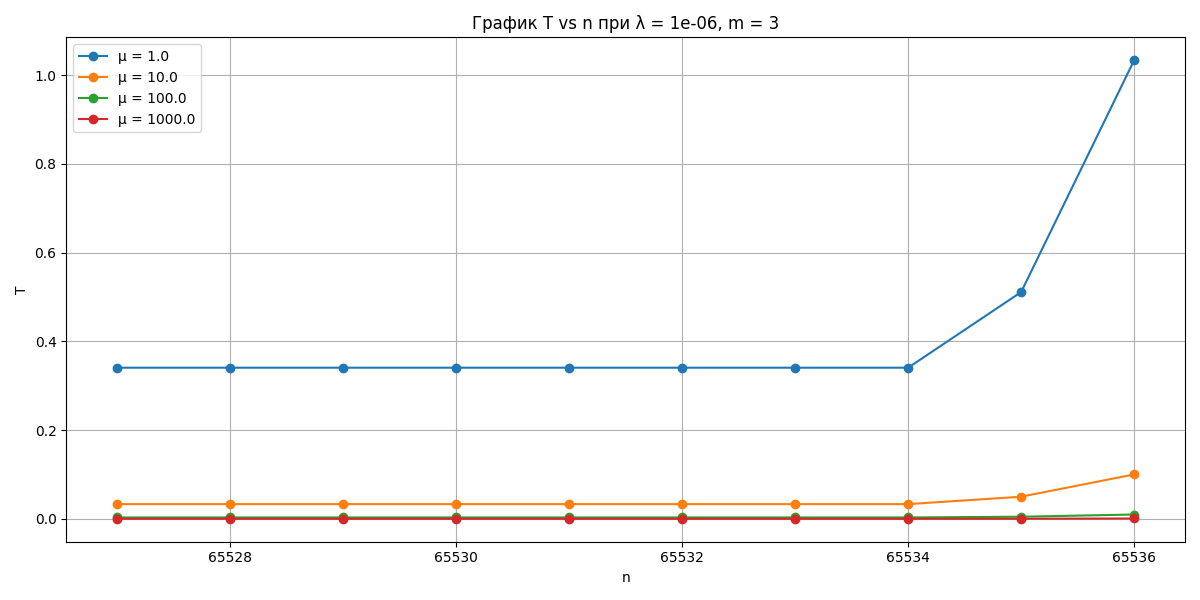 График T vs n при λ = 1e-06, m = 3
μ = 1.0
μ = 10.0
μ = 100.0
μ = 1000.0
1.0
0.8
0.6
0.4
0.2
0.0
T
65528 65530 65532 65534 65536
n